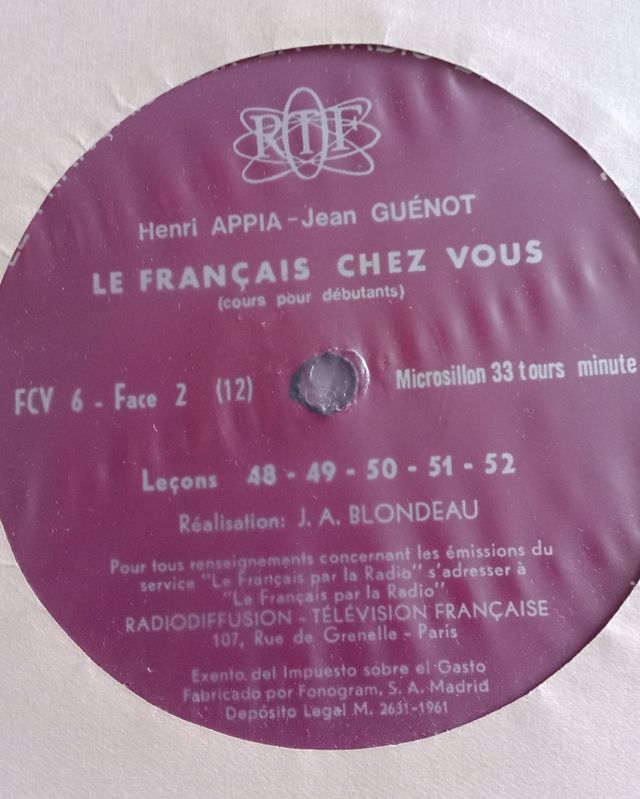 RTF
Henri APPIA - Jean GUÉNOT
LE FRANÇAIS CHEZ VOUS
(cours pour débutants)
FCV 6 - Face 2 (12)
Microsillon 33 tours minute
Leçons 48 - 49 - 50 - 51 - 52
Réalisation: J. A. BLONDEAU
Pour tous renseignements concernant les émissions du
service "Le Français par la Radio" s'adresser à
"Le Français par la Radio"
RADIODIFFUSION - TÉLÉVISION FRANÇAISE
107, Rue de Grenelle - Paris
Exento del Impuesto sobre el Gasto
Fabricado por Fonogram, S. A. Madrid
Depósito Legal M. 2631-1961